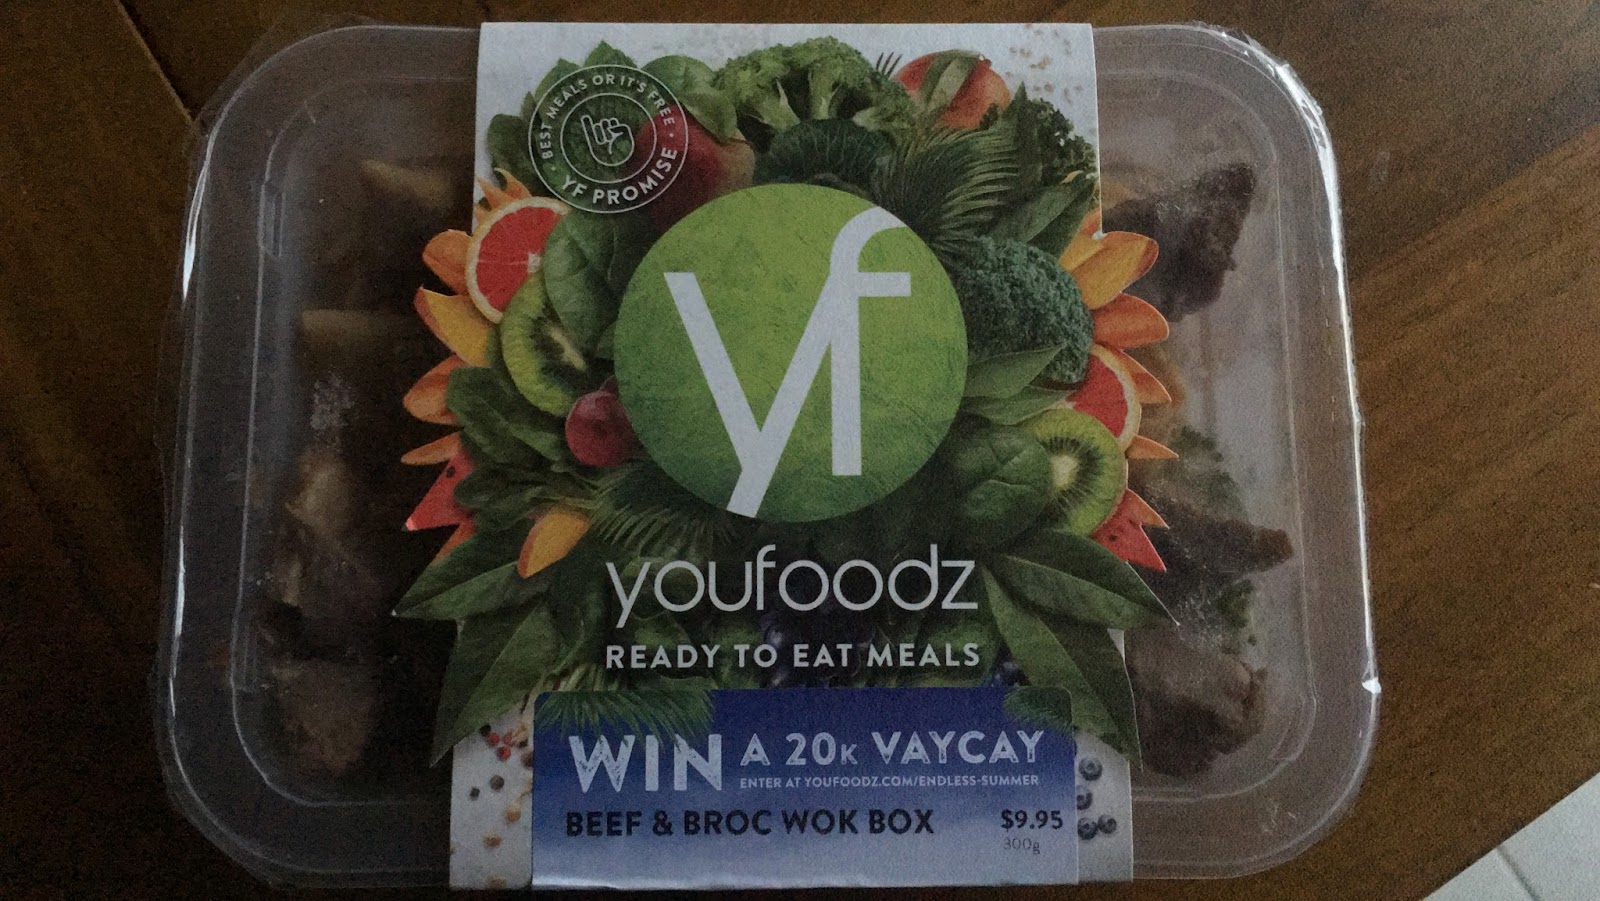 BEST MEALS OR IT'S FREE
YF PROMISE
yf
youfoodz
READY TO EAT MEALS
WIN A 20K VAYCAY
ENTER AT YOUFOODZ.COM/ENDLESS-SUMMER
BEEF & BROC WOK BOX $9.95
300g